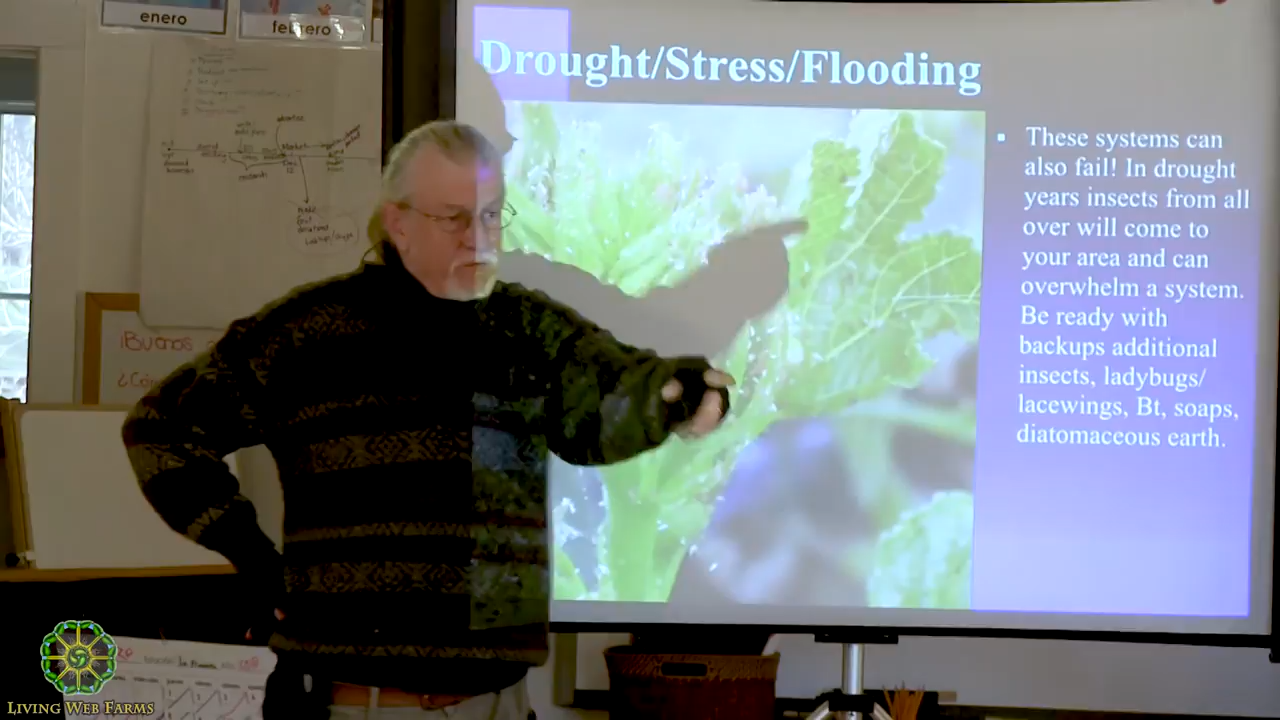 enero
febrero
Drought/Stress/Flooding
▪ These systems can
also fail! In drought
years insects from all
over will come to
your area and can
overwhelm a system.
Be ready with
backups additional
insects, ladybugs/
lacewings, Bt, soaps,
diatomaceous earth.
Market
¡Buenos
LIVING WEB FARMS